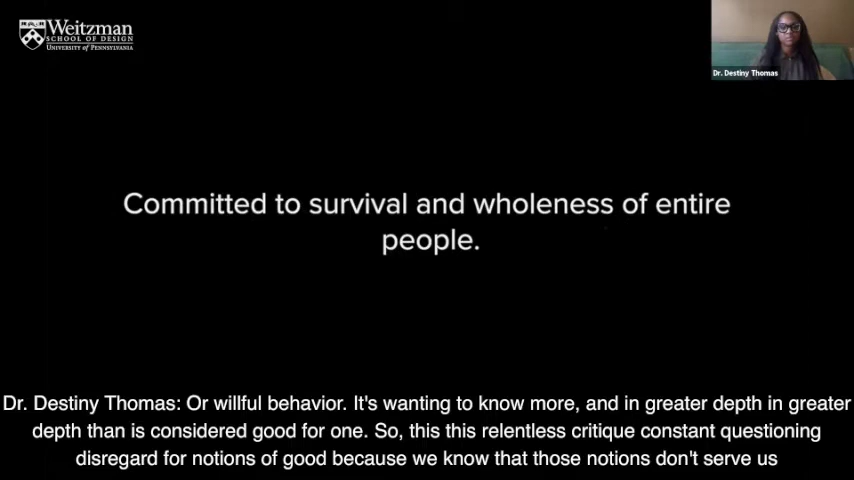 Weitzman
SCHOOL OF DESIGN
UNIVERSITY of PENNSYLVANIA
Dr. Destiny Thomas
Committed to survival and wholeness of entire
people.
Dr. Destiny Thomas: Or willful behavior. It's wanting to know more, and in greater depth in greater
depth than is considered good for one. So, this this relentless critique constant questioning
disregard for notions of good because we know that those notions don't serve us